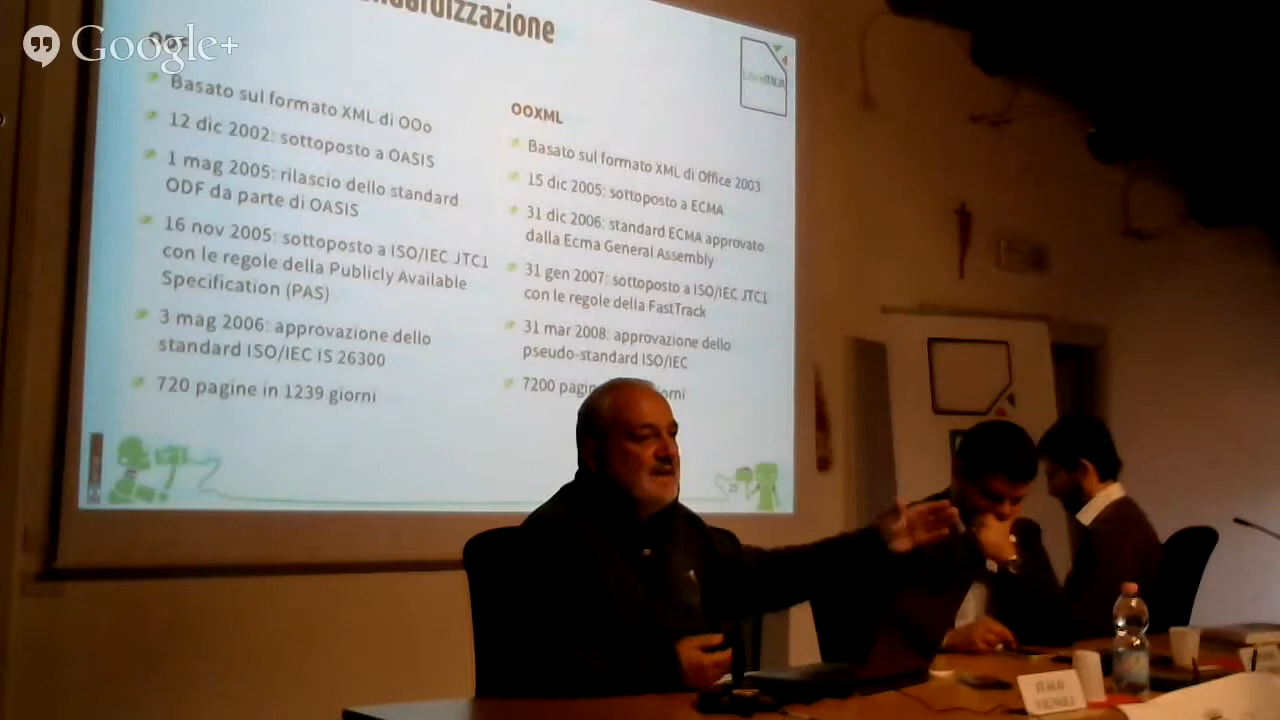 Google+
ODF
Basato sul formato XML di OOo
12 dic 2002: sottoposto a OASIS
1 mag 2005: rilascio dello standard
ODF da parte di OASIS
16 nov 2005: sottoposto a ISO/IEC JTC1
con le regole della Publicly Available
Specification (PAS)
3 mag 2006: approvazione dello
standard ISO/IEC IS 26300
720 pagine in 1239 giorni
OOXML
Basato sul formato XML di Office 2003
15 dic 2005: sottoposto a ECMA
31 dic 2006: standard ECMA approvato
dalla Ecma General Assembly
31 gen 2007: sottoposto a ISO/IEC JTC1
con le regole della FastTrack
31 mar 2008: approvazione dello
pseudo-standard ISO/IEC
7200
LibreITALIA
25
ITALO
VIGNOLI